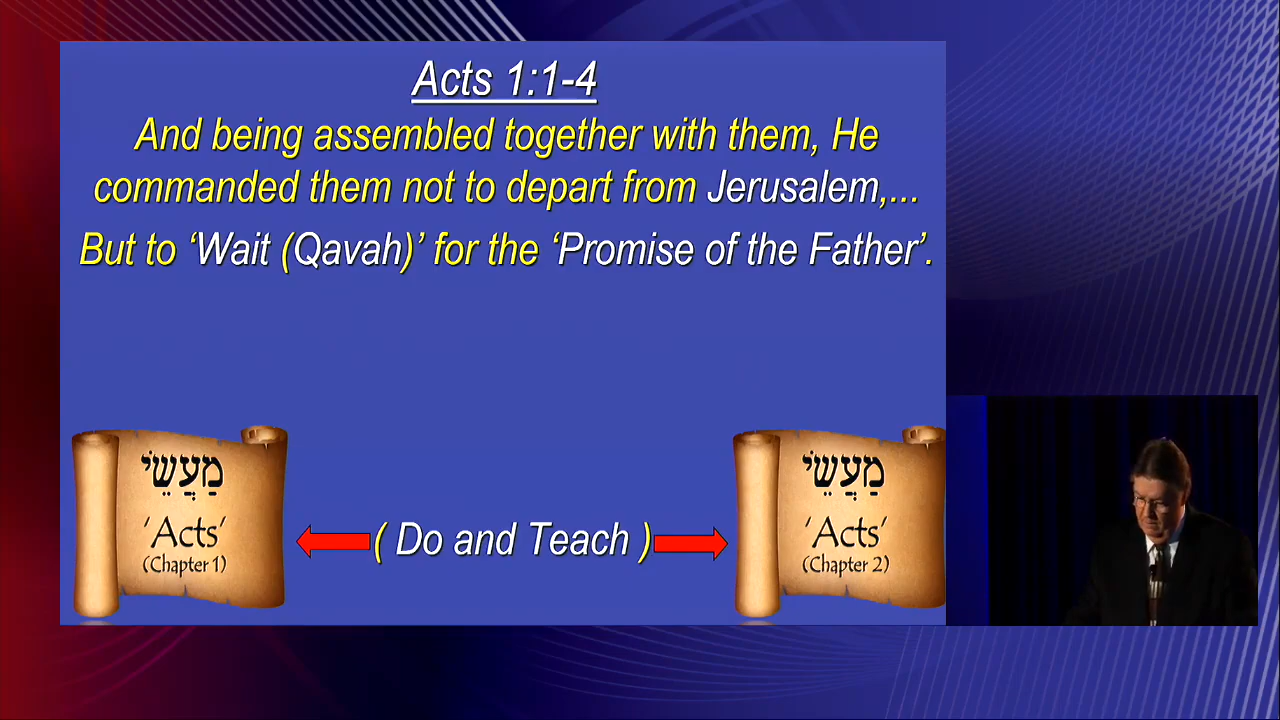 Acts 1:1-4
And being assembled together with them, He
commanded them not to depart from Jerusalem,...
But to ‘Wait (Qavah)’ for the ‘Promise of the Father’.
מַעֲשֵׂי
‘Acts’
(Chapter 1)
( Do and Teach )
מַעֲשֵׂי
‘Acts’
(Chapter 2)